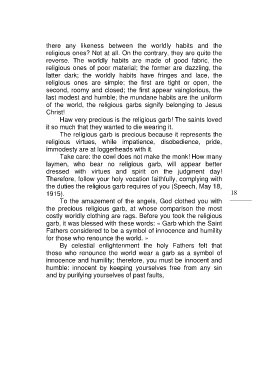 there any likeness between the worldly habits and the
religious ones? Not at all. On the contrary, they are quite the
reverse. The worldly habits are made of good fabric, the
religious ones of poor material; the former are dazzling, the
latter dark; the worldly habits have fringes and lace, the
religious ones are simple; the first are tight or open, the
second, roomy and closed; the first appear vainglorious, the
last modest and humble; the mundane habits are the uniform
of the world, the religious garbs signify belonging to Jesus
Christ!
Haw very precious is the religious garb! The saints loved
it so much that they wanted to die wearing it.
The religious garb is precious because it represents the
religious virtues, while impatience, disobedience, pride,
immodesty are at loggerheads with it.
Take care: the cowl does not make the monk! How many
laymen, who bear no religious garb, will appear better
dressed with virtues and spirit on the judgment day!
Therefore, follow your holy vocation faithfully, complying with
the duties the religious garb requires of you (Speech, May 18,
1915).
18
To the amazement of the angels, God clothed you with
the precious religious garb, at whose comparison the most
costly worldly clothing are rags. Before you took the religious
garb, it was blessed with these words: « Garb which the Saint
Fathers considered to be a symbol of innocence and humility
for those who renounce the world. »
By celestial enlightenment the holy Fathers felt that
those who renounce the world wear a garb as a symbol of
innocence and humility; therefore, you must be innocent and
humble: innocent by keeping yourselves free from any sin
and by purifying yourselves of past faults,